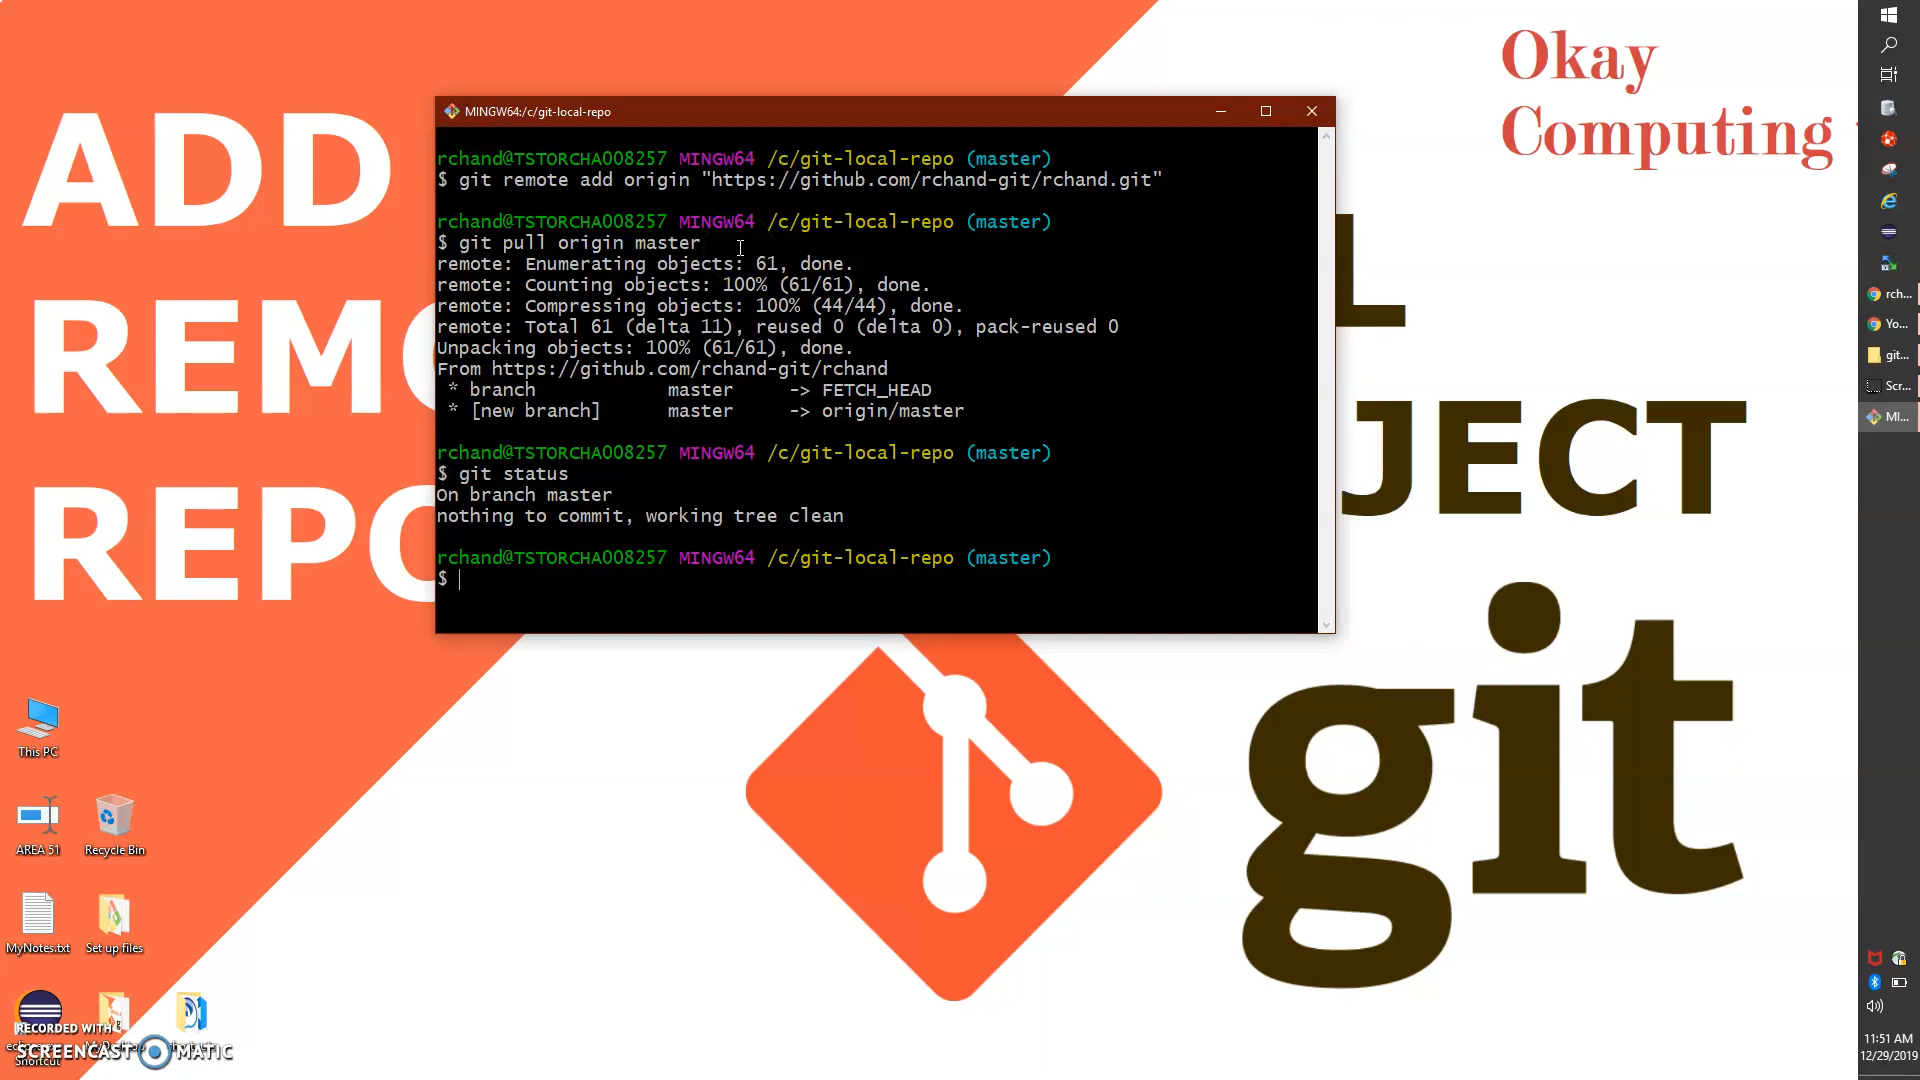 ADD
REM
REPO
Okay
Computing
L
JECT
git
MINGW64:/c/git-local-repo
rchand@TSTORCHA008257 MINGW64 /c/git-local-repo (master)
$ git remote add origin "https://github.com/rchand-git/rchand.git"
rchand@TSTORCHA008257 MINGW64 /c/git-local-repo (master)
$ git pull origin master
remote: Enumerating objects: 61, done.
remote: Counting objects: 100% (61/61), done.
remote: Compressing objects: 100% (44/44), done.
remote: Total 61 (delta 11), reused 0 (delta 0), pack-reused 0
Unpacking objects: 100% (61/61), done.
From https://github.com/rchand-git/rchand
* branch master -> FETCH_HEAD
* [new branch] master -> origin/master
rchand@TSTORCHA008257 MINGW64 /c/git-local-repo (master)
$ git status
On branch master
nothing to commit, working tree clean
rchand@TSTORCHA008257 MINGW64 /c/git-local-repo (master)
$
This PC
AREA 51
Recycle Bin
MyNotes.txt
Set up files
RECORDED WITH
SCREENCAST MATIC
Shortcut
rch...
Yo...
git...
Scr...
MI...
11:51 AM
12/29/2019